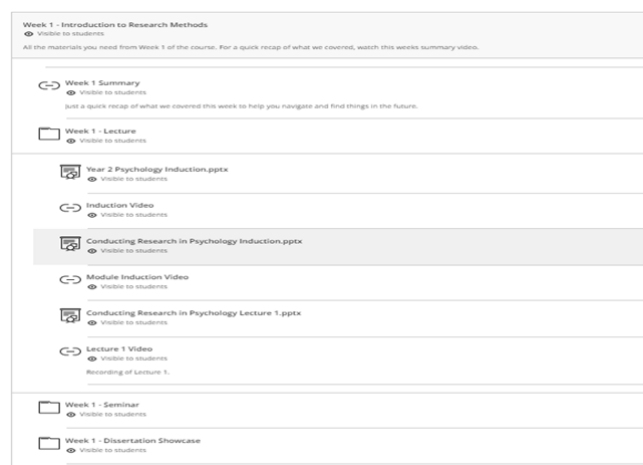 Week 1 - Introduction to Research Methods
Visible to students
All the materials you need from Week 1 of the course. For a quick recap of what we covered, watch this weeks summary video.
Week 1 Summary
Visible to students
Just a quick recap of what we covered this week to help you navigate and find things in the future.
Week 1 - Lecture
Visible to students
Year 2 Psychology Induction.pptx
Visible to students
Induction Video
Visible to students
Conducting Research in Psychology Induction.pptx
Visible to students
Module Induction Video
Visible to students
Conducting Research in Psychology Lecture 1.pptx
Visible to students
Lecture 1 Video
Visible to students
Recording of Lecture 1.
Week 1 - Seminar
Visible to students
Week 1 - Dissertation Showcase
Visible to students